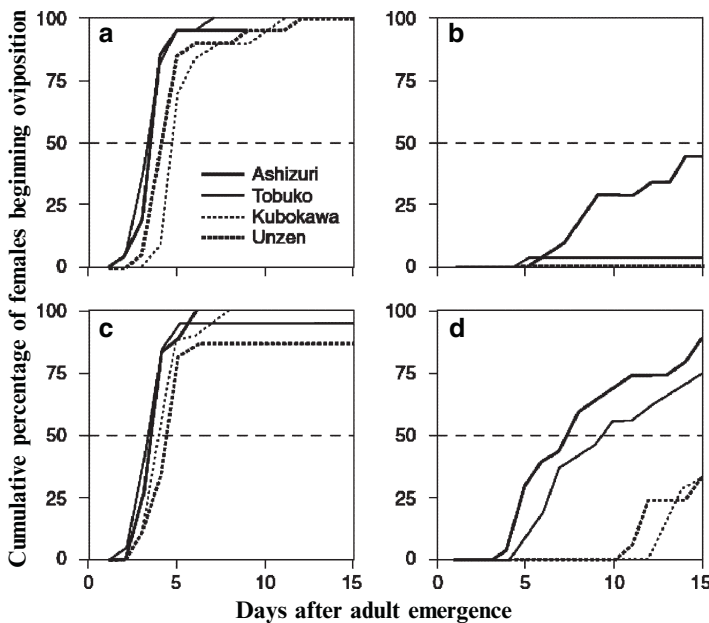 Cumulative percentage of females beginning oviposition
100
75
50
25
0
a
Ashizuri
Tobuko
Kubokawa
Unzen
100
75
50
25
0
b
100
75
50
25
0
c
0 5 10 15
100
75
50
25
0
d
0 5 10 15
Days after adult emergence